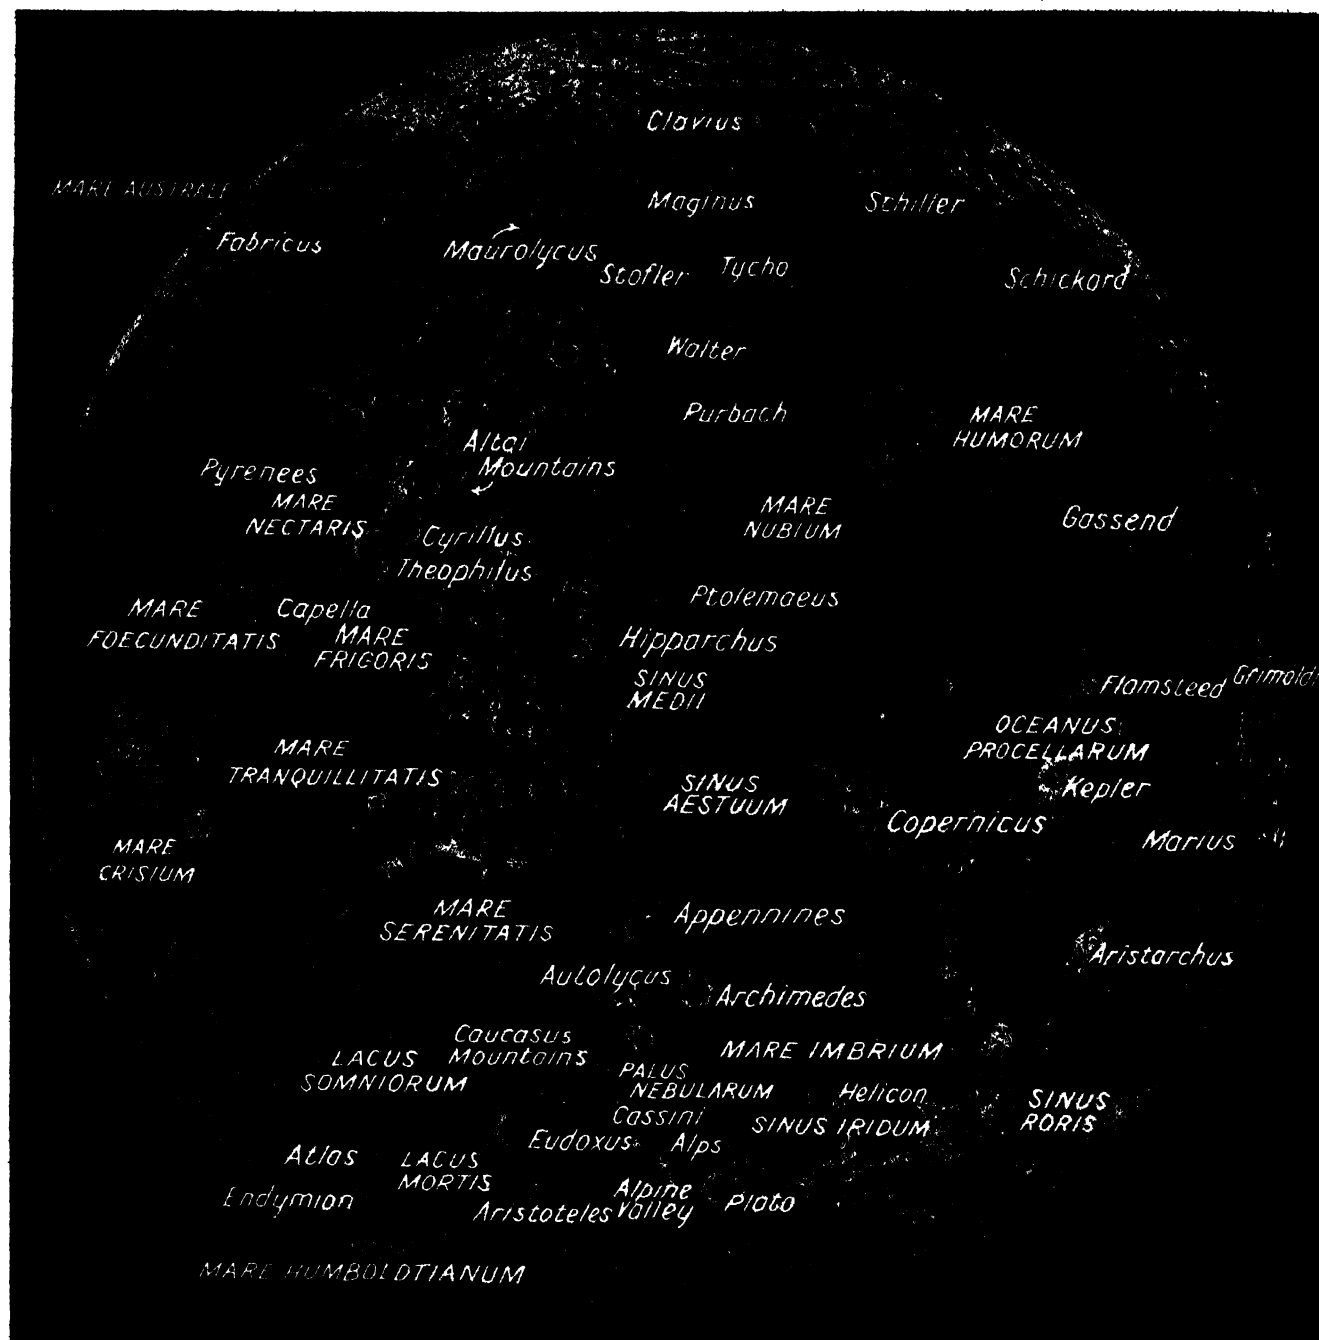 Clavius
MARE AUSTRALE
Maginus
Schiller
Fabricus
Maurolycus
Stofler
Tycho
Schickard
Walter
Purbach
MARE
HUMORUM
Altai
Mountains
Pyrenees
MARE
NECTARIS
MARE
NUBIUM
Gassend
Cyrillus
Theophilus
Ptolemaeus
MARE
FOECUNDITATIS
Capella
MARE
FRIGORIS
Hipparchus
SINUS
MEDII
Flamsteed
Grimaldi
OCEANUS
PROCELLARUM
MARE
TRANQUILLITATIS
SINUS
AESTUUM
Kepler
Copernicus
Marius
MARE
CRISIUM
MARE
SERENITATIS
Appennines
Aristarchus
Autolycus
Archimedes
Caucasus
Mountains
MARE IMBRIUM
LACUS
SOMNIORUM
PALUS
NEBULARUM
Helicon
SINUS
RORIS
Cassini
SINUS IRIDUM
Eudoxus
Alps
Atlas
LACUS
MORTIS
Endymion
Alpine
Valley
Plato
Aristoteles
MARE HUMBOLDTIANUM